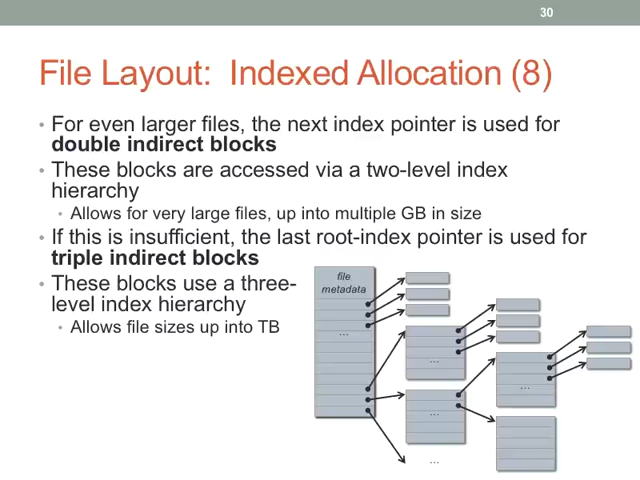 30
File Layout:  Indexed Allocation (8)
• For even larger files, the next index pointer is used for
double indirect blocks
• These blocks are accessed via a two-level index
hierarchy
• Allows for very large files, up into multiple GB in size
• If this is insufficient, the last root-index pointer is used for
triple indirect blocks
• These blocks use a three-
level index hierarchy
• Allows file sizes up into TB
file
metadata
...
...
...
...
...